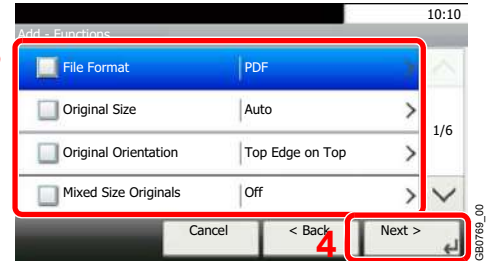 10:10
Add - Functions
File Format PDF
Original Size Auto
1/6
Original Orientation Top Edge on Top
Mixed Size Originals Off
Cancel < Back Next >
4
GB0769_00